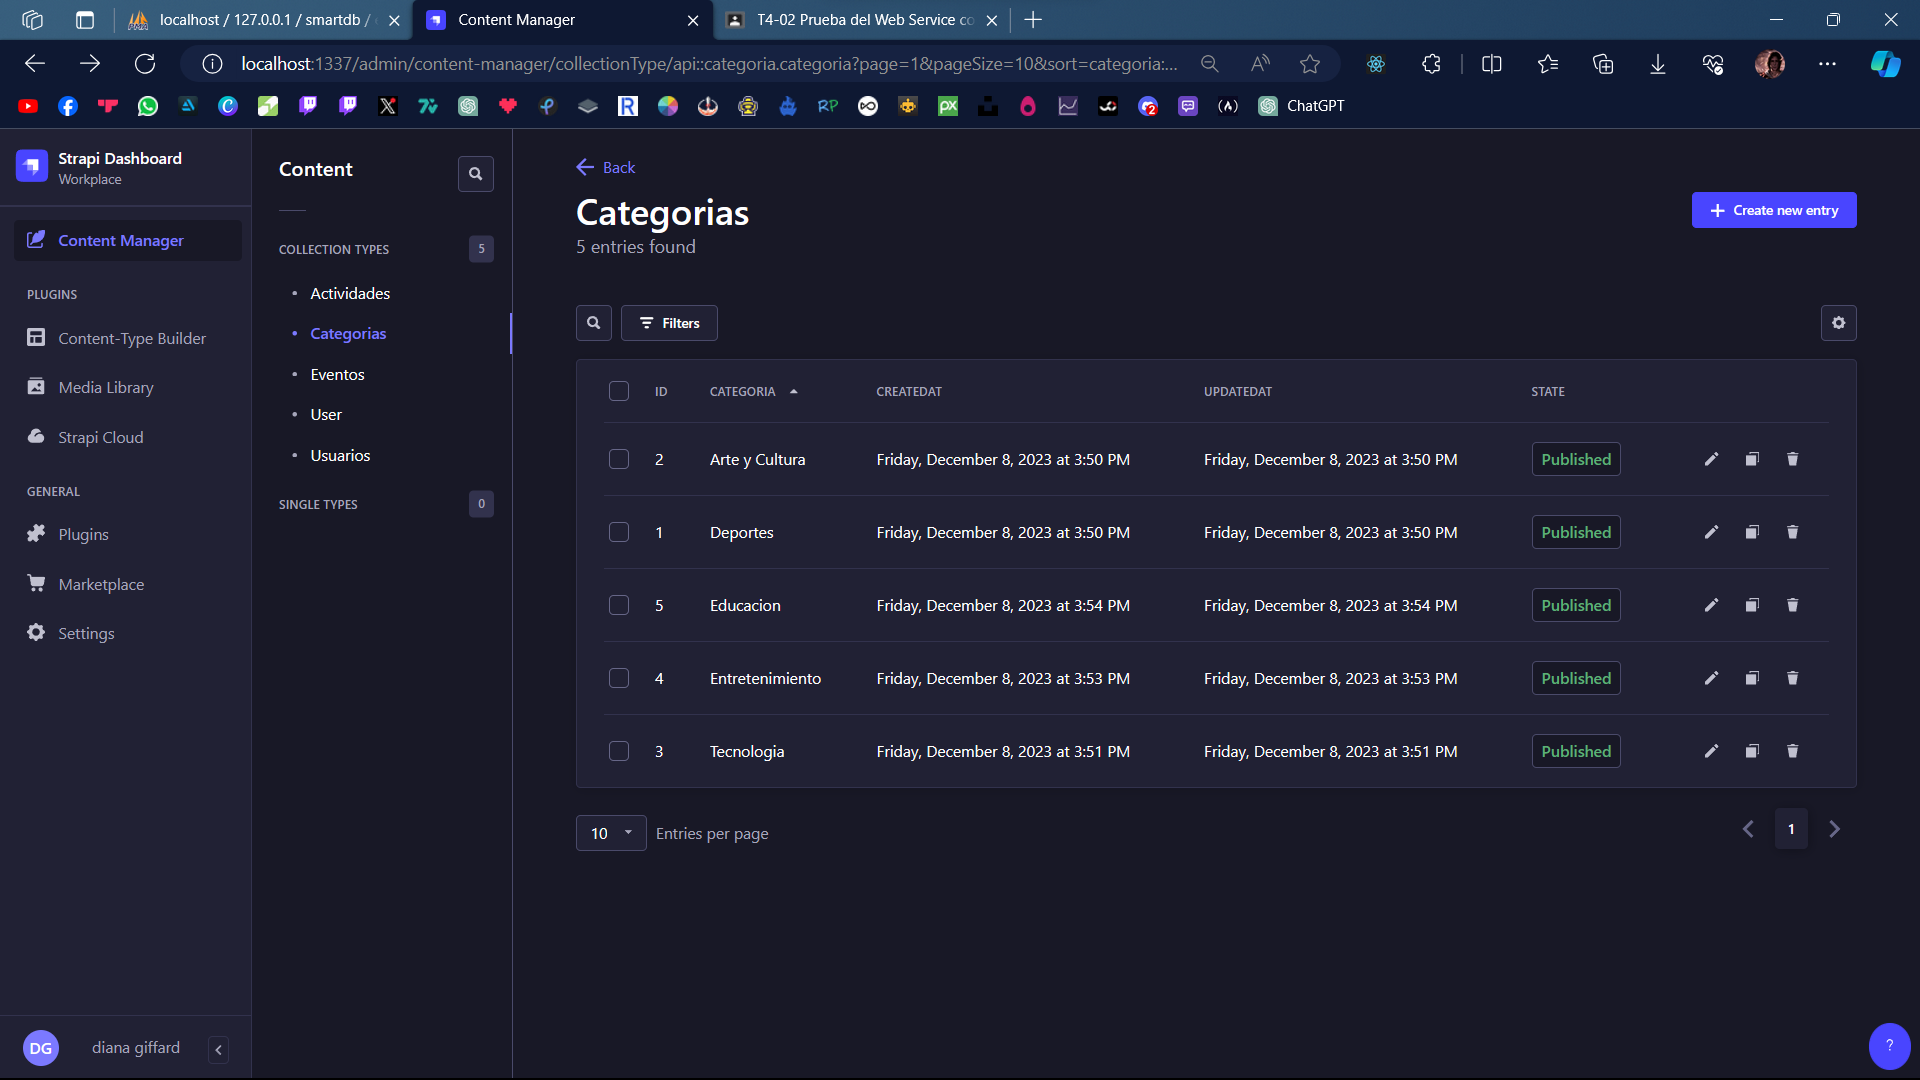 localhost / 127.0.0.1 / smartdb /
Content Manager
T4-02 Prueba del Web Service co
localhost:1337/admin/content-manager/collectionType/api::categoria.categoria?page=1&pageSize=10&sort=categoria:...
ChatGPT
Strapi Dashboard
Workplace
Content Manager
PLUGINS
Content-Type Builder
Media Library
Strapi Cloud
GENERAL
Plugins
Marketplace
Settings
DG
diana giffard
Content
COLLECTION TYPES 5
Actividades
Categorias
Eventos
User
Usuarios
SINGLE TYPES 0
Back
Categorias
5 entries found
Create new entry
Filters
ID CATEGORIA CREATEDAT UPDATEDAT STATE
2 Arte y Cultura Friday, December 8, 2023 at 3:50 PM Friday, December 8, 2023 at 3:50 PM Published
1 Deportes Friday, December 8, 2023 at 3:50 PM Friday, December 8, 2023 at 3:50 PM Published
5 Educacion Friday, December 8, 2023 at 3:54 PM Friday, December 8, 2023 at 3:54 PM Published
4 Entretenimiento Friday, December 8, 2023 at 3:53 PM Friday, December 8, 2023 at 3:53 PM Published
3 Tecnologia Friday, December 8, 2023 at 3:51 PM Friday, December 8, 2023 at 3:51 PM Published
10 Entries per page
1
?